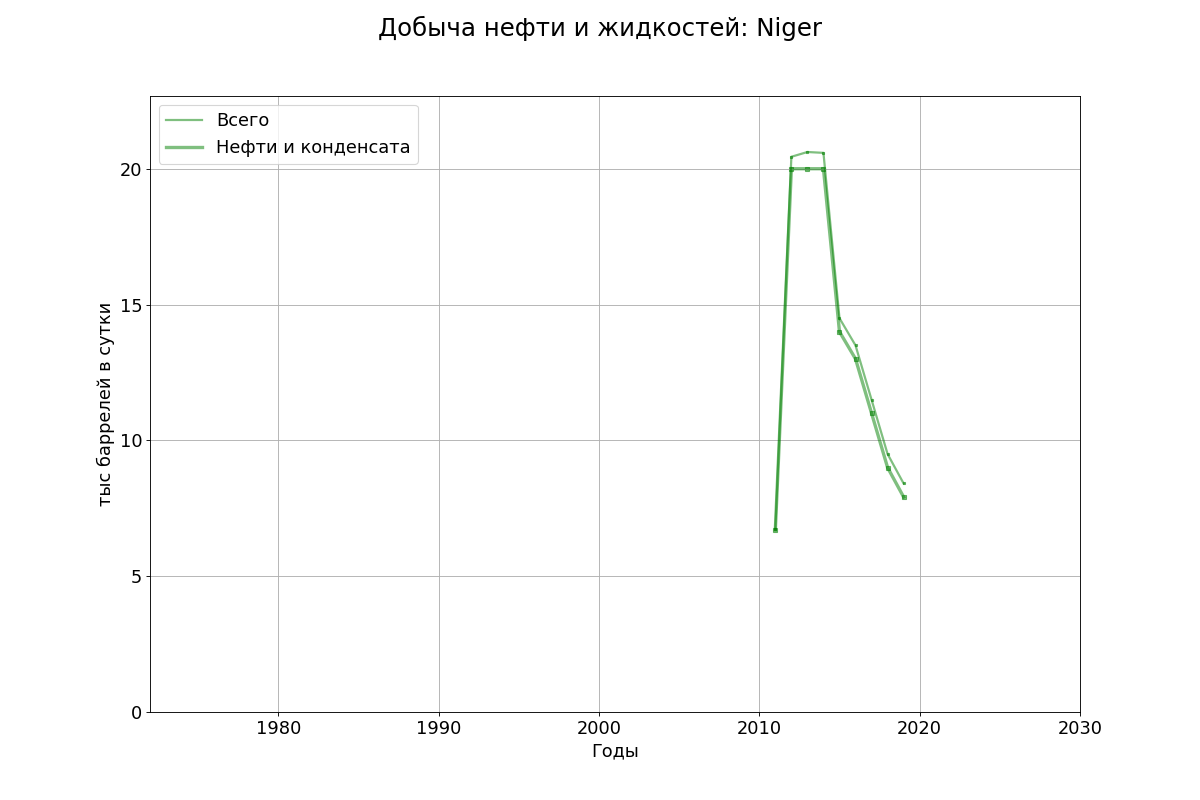 Добыча нефти и жидкостей: Niger
Всего
Нефти и конденсата
тыс баррелей в сутки
20
15
10
5
0
1980 1990 2000 2010 2020 2030
Годы